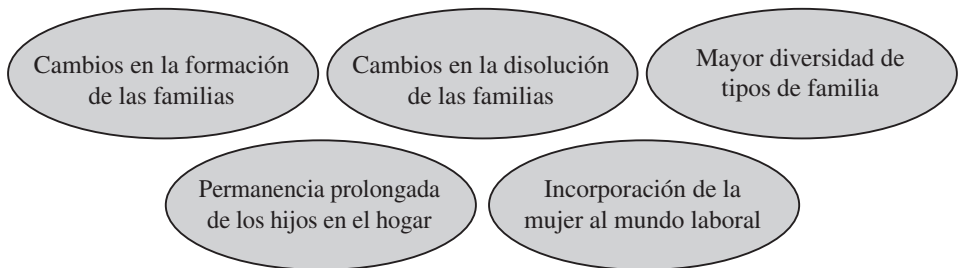 Cambios en la formación
de las familias
Cambios en la disolución
de las familias
Mayor diversidad de
tipos de familia
Permanencia prolongada
de los hijos en el hogar
Incorporación de la
mujer al mundo laboral